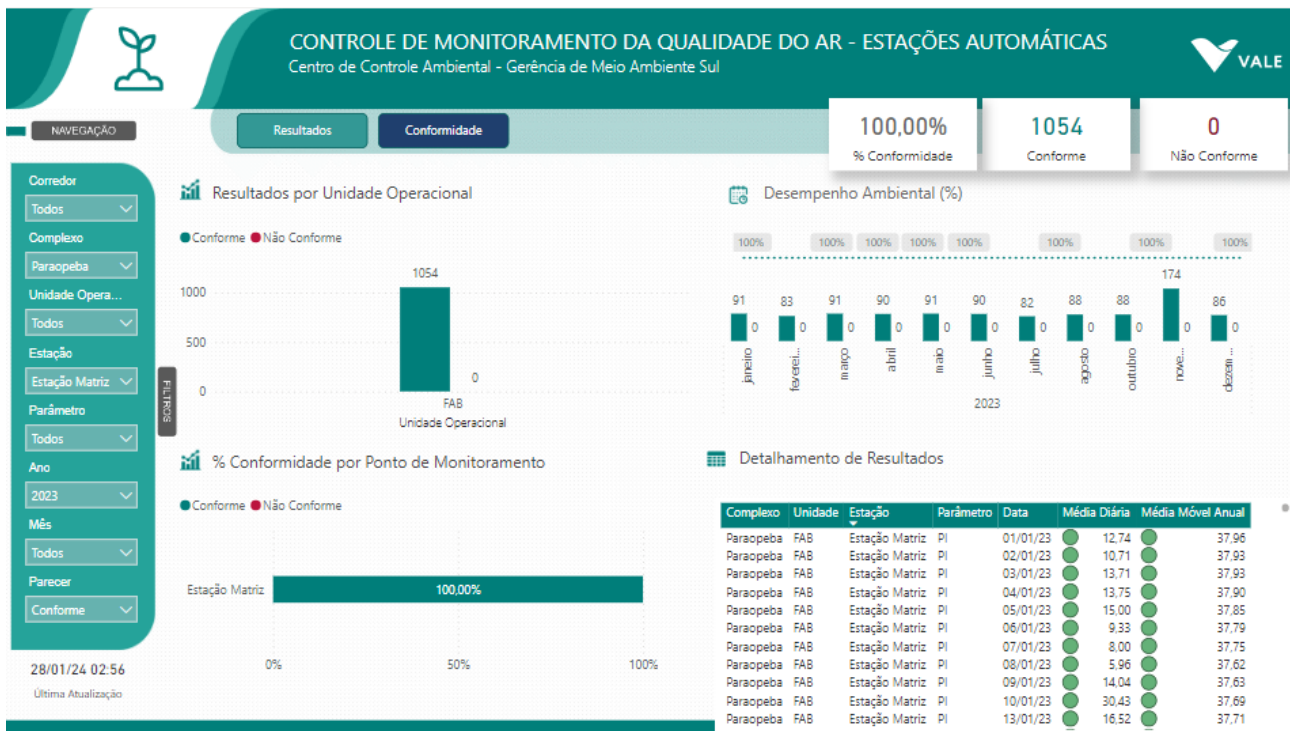 CONTROLE DE MONITORAMENTO DA QUALIDADE DO AR - ESTAÇÕES AUTOMÁTICAS
Centro de Controle Ambiental - Gerência de Meio Ambiente Sul
VALE
NAVEGAÇÃO
Resultados
Conformidade
100,00%
% Conformidade
1054
Conforme
0
Não Conforme
Corredor
Todos
Complexo
Paraopeba
Unidade Opera...
Todos
Estação
Estação Matriz
Parâmetro
Todos
Ano
2023
Mês
Todos
Parecer
Conforme
28/01/24 02:56
Última Atualização
FILTROS
Resultados por Unidade Operacional
Conforme Não Conforme
1054
1000
500
0
0
FAB
Unidade Operacional
Desempenho Ambiental (%)
100% 100% 100% 100% 100% 100% 100% 100%
91 0 83 0 91 0 90 0 91 0 90 0 82 0 88 0 88 0 174 0 86 0
janeiro feverei... março abril maio junho julho agosto outubro nove... dezem...
2023
% Conformidade por Ponto de Monitoramento
Conforme Não Conforme
Estação Matriz 100,00%
0% 50% 100%
Detalhamento de Resultados
Complexo Unidade Estação Parâmetro Data Média Diária Média Móvel Anual
Paraopeba FAB Estação Matriz PI 01/01/23 12,74 37,96
Paraopeba FAB Estação Matriz PI 02/01/23 10,71 37,93
Paraopeba FAB Estação Matriz PI 03/01/23 13,71 37,93
Paraopeba FAB Estação Matriz PI 04/01/23 13,75 37,90
Paraopeba FAB Estação Matriz PI 05/01/23 15,00 37,85
Paraopeba FAB Estação Matriz PI 06/01/23 9,33 37,79
Paraopeba FAB Estação Matriz PI 07/01/23 8,00 37,75
Paraopeba FAB Estação Matriz PI 08/01/23 5,96 37,62
Paraopeba FAB Estação Matriz PI 09/01/23 14,04 37,63
Paraopeba FAB Estação Matriz PI 10/01/23 30,43 37,69
Paraopeba FAB Estação Matriz PI 13/01/23 16,52 37,71